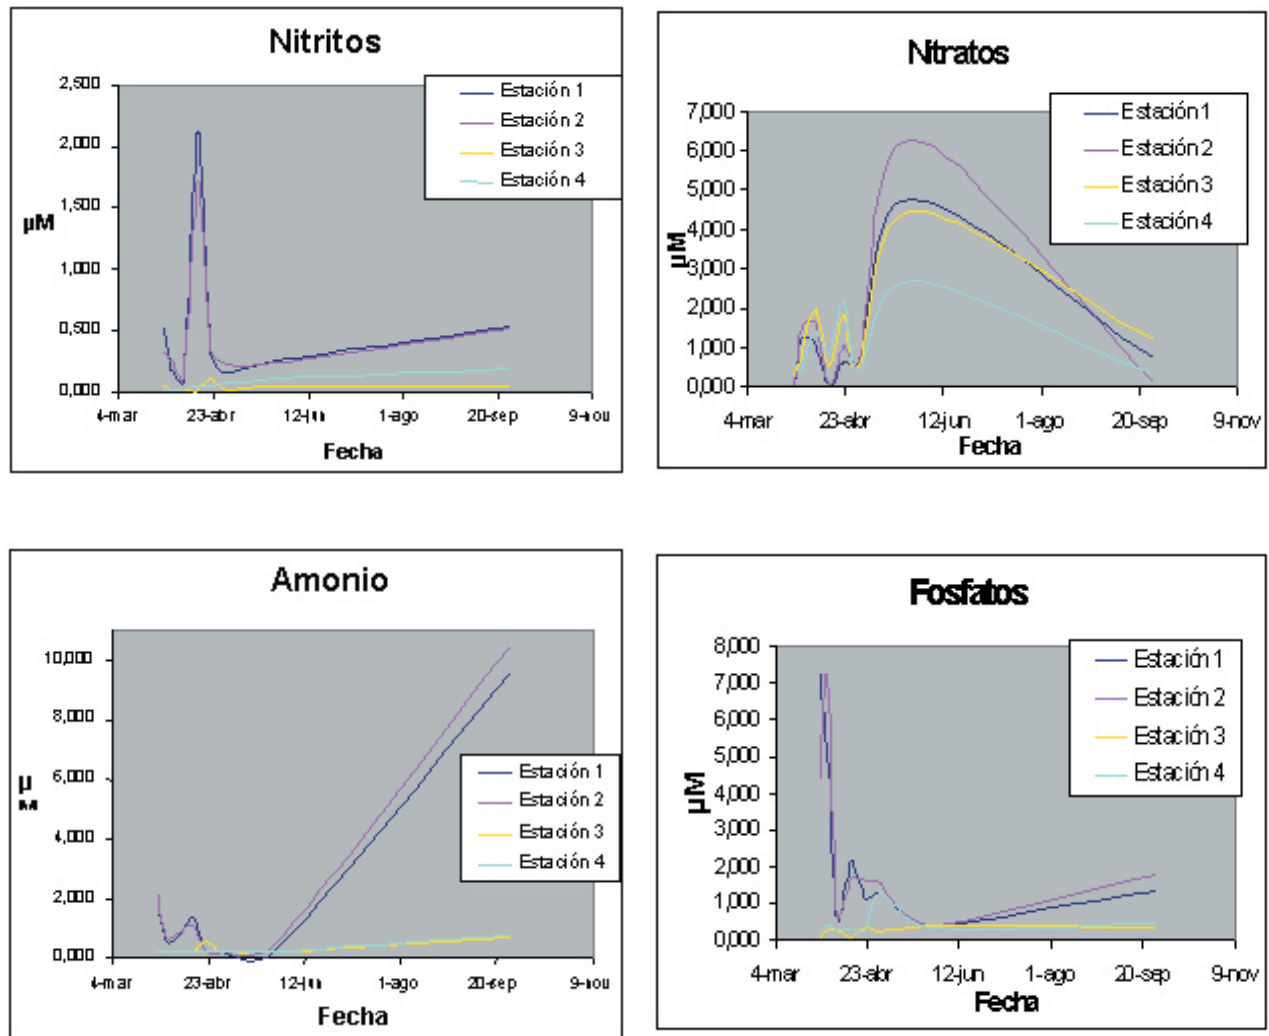 Nitritos
2,500
2,000
1,500
1,000
0,500
0,000
µM
4-mar 23-abr 12-jun 1-ago 20-sep 9-nov
Fecha
Estación 1
Estación 2
Estación 3
Estación 4
Nitratos
7,000
6,000
5,000
4,000
3,000
2,000
1,000
0,000
µM
4-mar 23-abr 12-jun 1-ago 20-sep 9-nov
Fecha
Estación 1
Estación 2
Estación 3
Estación 4
Amonio
10,000
8,000
6,000
4,000
2,000
0,000
µ
M
4-mar 23-abr 12-jun 1-ago 20-sep 9-nov
Fecha
Estación 1
Estación 2
Estación 3
Estación 4
Fosfatos
8,000
7,000
6,000
5,000
4,000
3,000
2,000
1,000
0,000
µM
4-mar 23-abr 12-jun 1-ago 20-sep 9-nov
Fecha
Estación 1
Estación 2
Estación 3
Estación 4